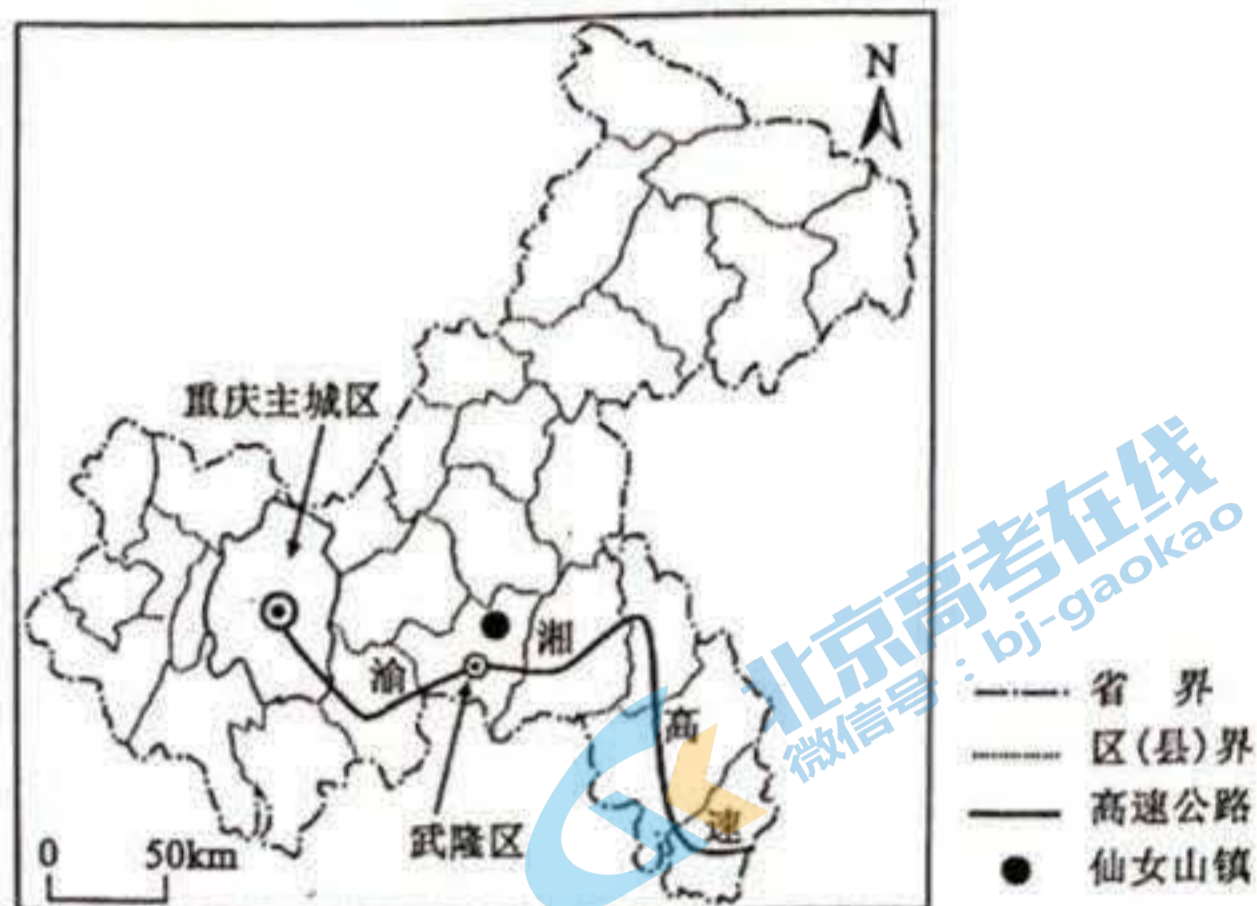 N
重庆主城区
湘
渝
高
速
武隆区
0 50km
省 界
区(县)界
高速公路
仙女山镇
北京高考在线
微信号:bj-gaokao